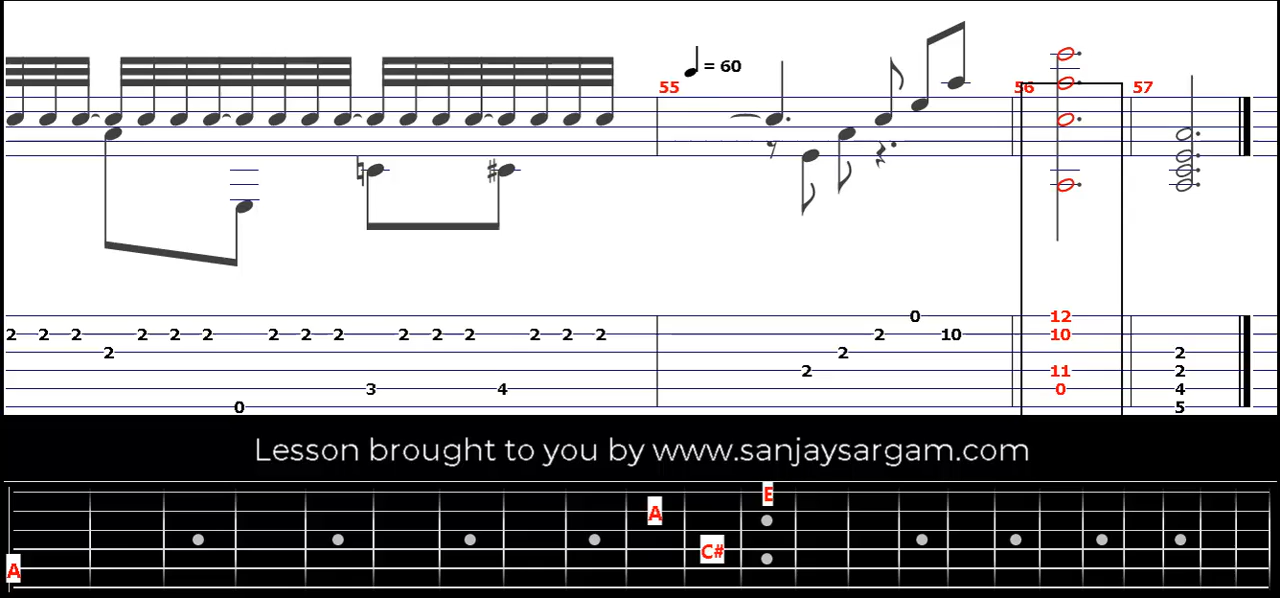 = 60
55 56 57
0 12
2 2 2 2 2 2 2 2 2 2 2 2 2 2 2 2 10 10
2 2 2
2 11 2
3 4 0 4
0 5
Lesson brought to you by www.sanjaysargam.com
E
A
C#
A